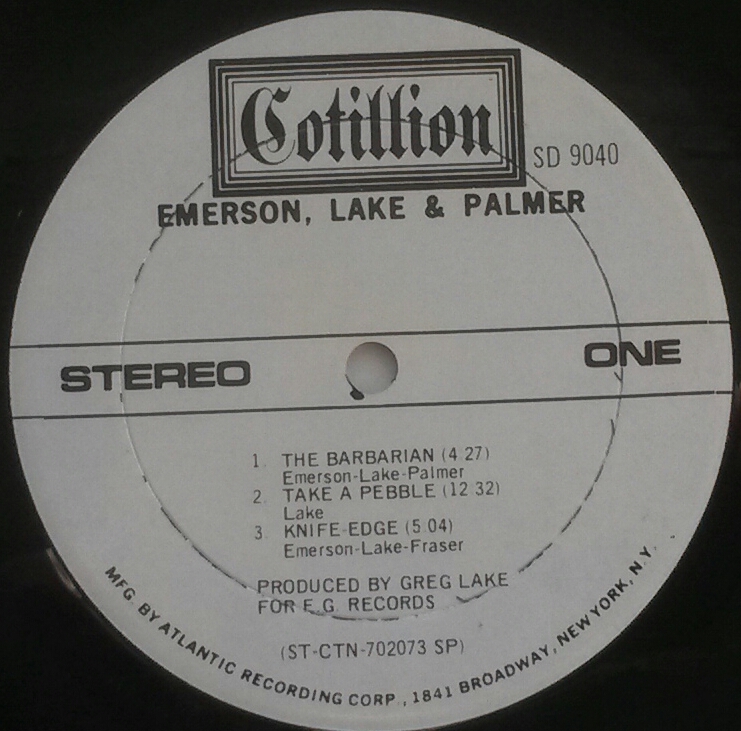 Cotillion
SD 9040
EMERSON, LAKE & PALMER
STEREO
ONE
1. THE BARBARIAN (4 27)
Emerson-Lake-Palmer
2. TAKE A PEBBLE (12 32)
Lake
3. KNIFE-EDGE (5 04)
Emerson-Lake-Fraser
PRODUCED BY GREG LAKE
FOR E.G. RECORDS
(ST-CTN-702073 SP)
MFG. BY ATLANTIC RECORDING CORP., 1841 BROADWAY, NEW YORK, N.Y.